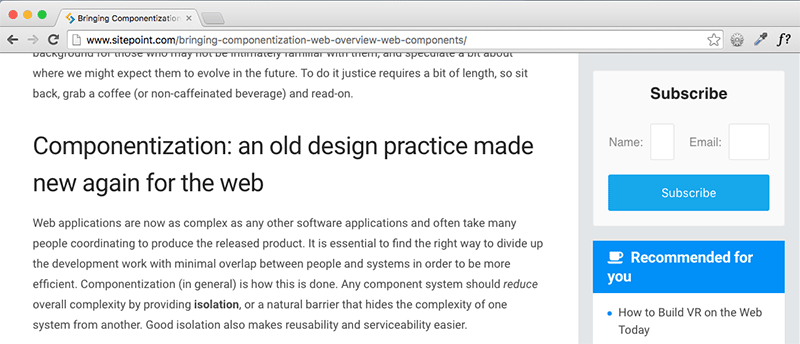 Bringing Componentization
www.sitepoint.com/bringing-componentization-web-overview-web-components/
f?
background for those who may not be intimately familiar with them, and speculate a bit about
where we might expect them to evolve in the future. To do it justice requires a bit of length, so sit
back, grab a coffee (or non-caffeinated beverage) and read-on.
Componentization: an old design practice made
new again for the web
Web applications are now as complex as any other software applications and often take many
people coordinating to produce the released product. It is essential to find the right way to divide up
the development work with minimal overlap between people and systems in order to be more
efficient. Componentization (in general) is how this is done. Any component system should reduce
overall complexity by providing isolation, or a natural barrier that hides the complexity of one
system from another. Good isolation also makes reusability and serviceability easier.
Subscribe
Name: Email:
Subscribe
Recommended for
you
How to Build VR on the Web
Today